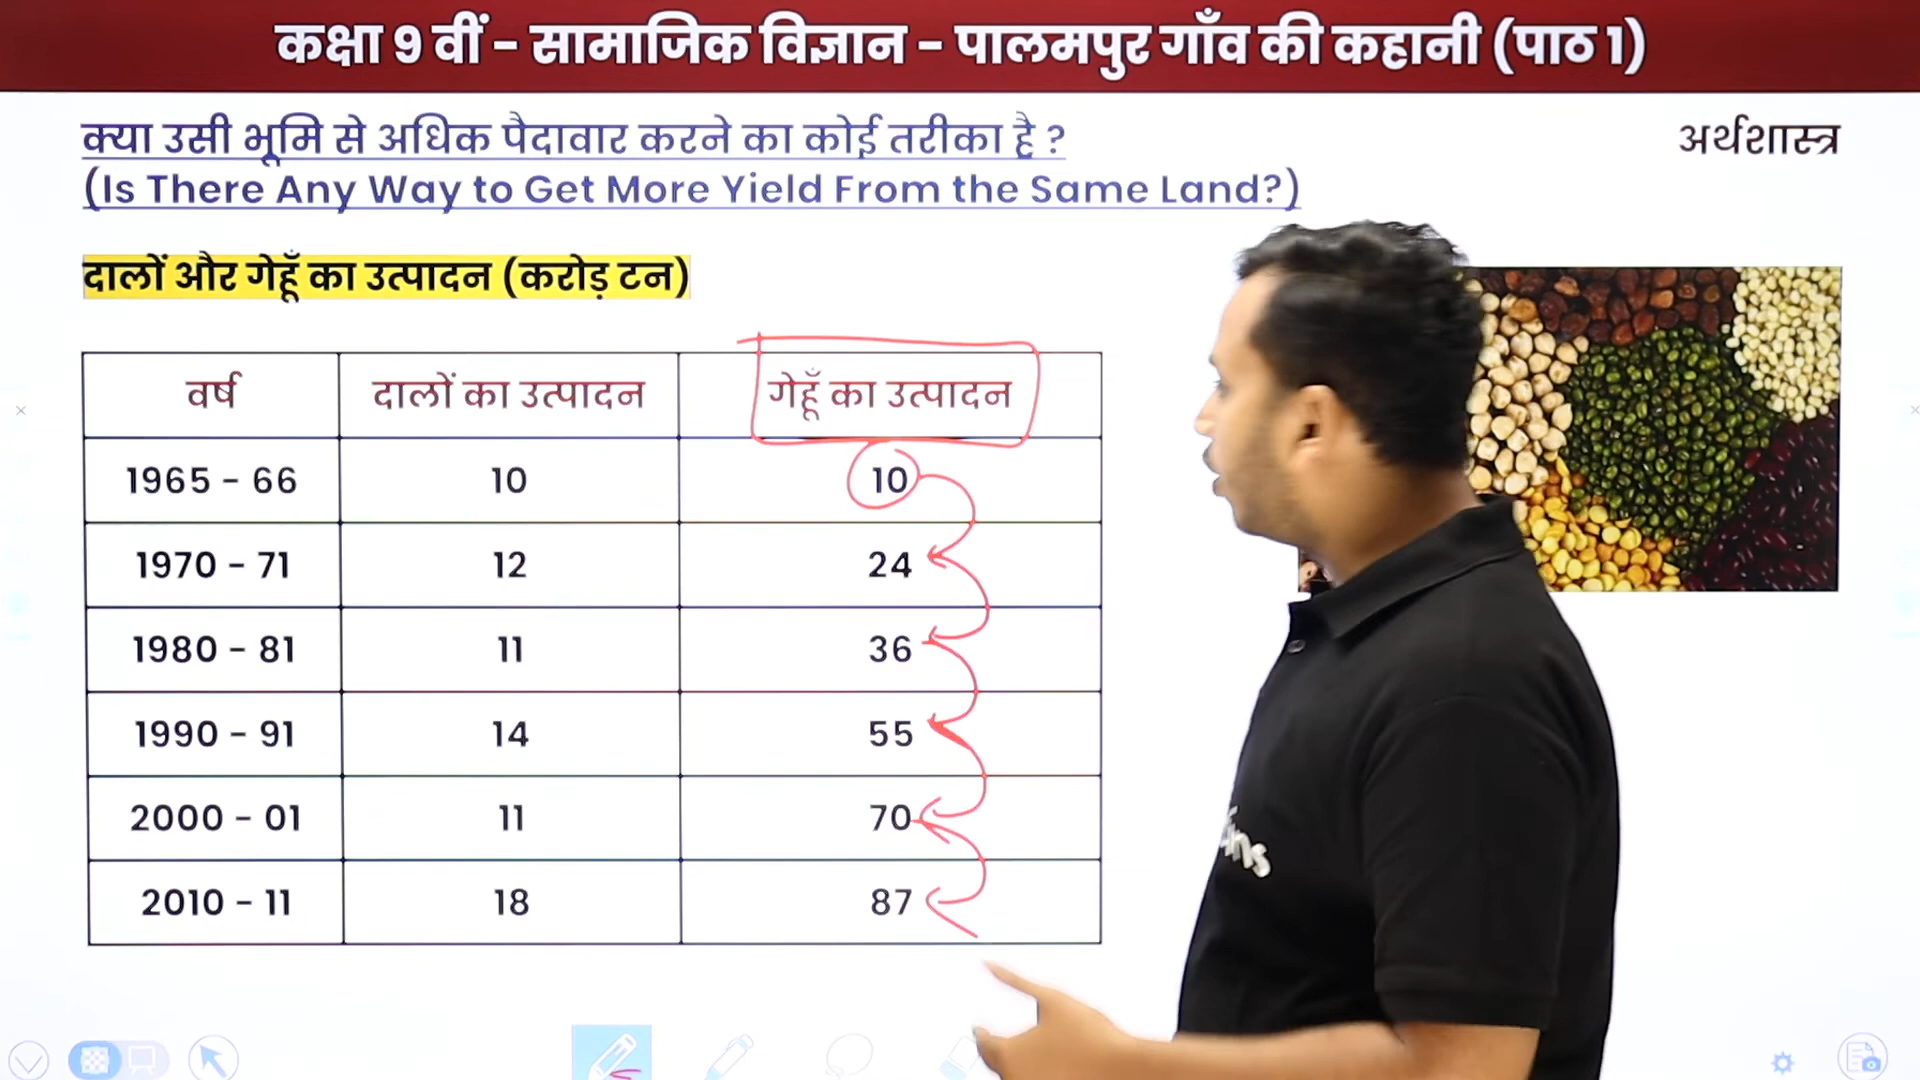 कक्षा 9 वीं - सामाजिक विज्ञान - पालमपुर गाँव की कहानी (पाठ 1)
क्या उसी भूमि से अधिक पैदावार करने का कोई तरीका है ?
अर्थशास्त्र
(Is There Any Way to Get More Yield From the Same Land?)
दालों और गेहूँ का उत्पादन (करोड़ टन)
वर्ष दालों का उत्पादन गेहूँ का उत्पादन
1965 - 66 10 10
1970 - 71 12 24
1980 - 81 11 36
1990 - 91 14 55
2000 - 01 11 70
2010 - 11 18 87